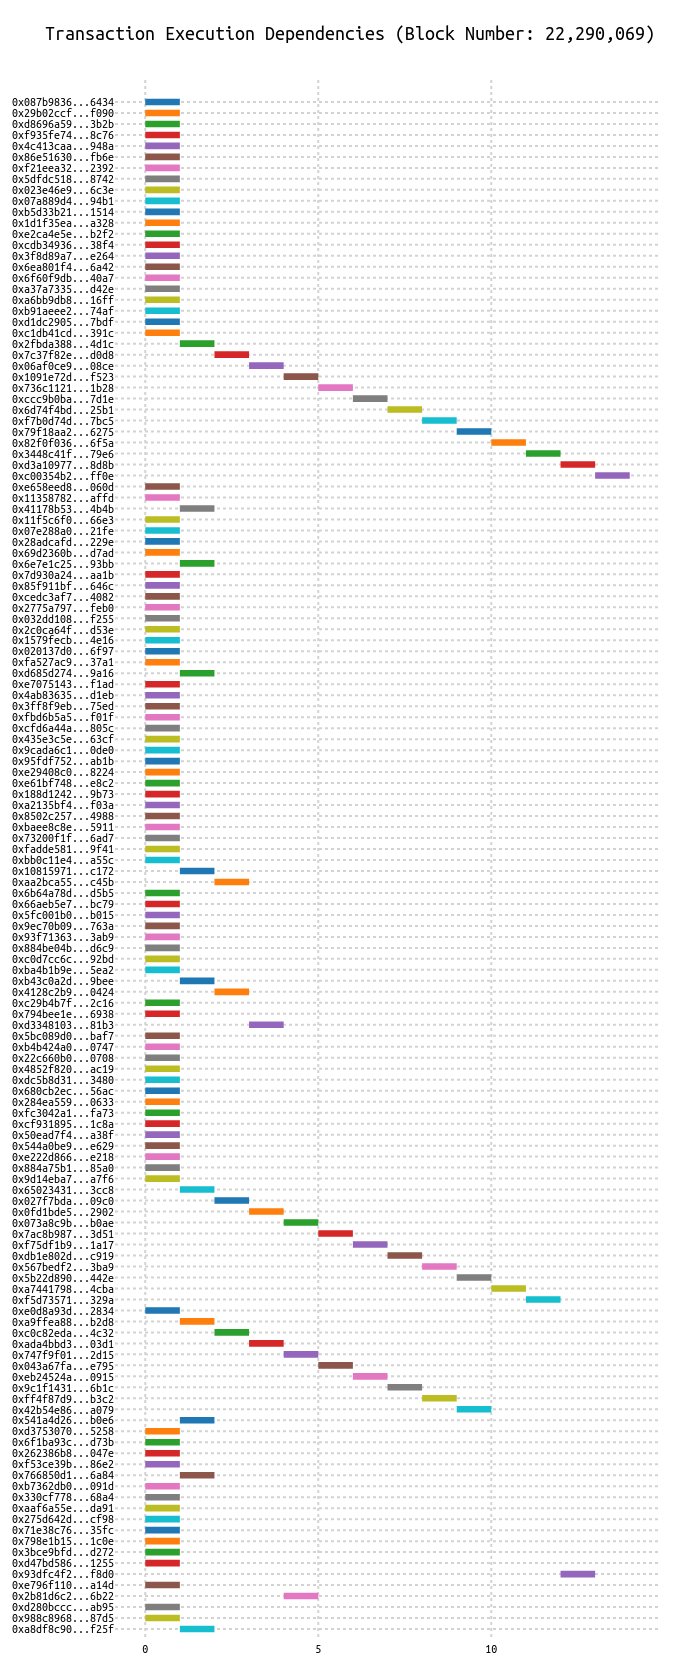 Transaction Execution Dependencies (Block Number: 22,290,069)
0x087b9836...6434
0x29b02ccf...f090
0xd8696a59...3b2b
0xf935fe74...8c76
0x4c413caa...948a
0x86e51630...fb6e
0xf21eea32...2392
0x5dfdc518...8742
0x023e46e9...6c3e
0x07a889d4...94b1
0xb5d33b21...1514
0x1d1f35ea...a328
0xe2ca4e5e...b2f2
0xcdb34936...38f4
0x3f8d89a7...e264
0x6ea801f4...6a42
0x6f60f9db...40a7
0xa37a7335...d42e
0xa6bb9db8...16ff
0xb91aeee2...74af
0xd1dc2905...7bdf
0xc1db41cd...391c
0x2fbda388...4d1c
0x7c37f82e...d0d8
0x06af0ce9...08ce
0x1091e72d...f523
0x736c1121...1b28
0xccc9b0ba...7d1e
0x6d74f4bd...25b1
0xf7b0d74d...7bc5
0x79f18aa2...6275
0x82f0f036...6f5a
0x3448c41f...79e6
0xd3a10977...8d8b
0xc00354b2...ff0e
0xe658eed8...060d
0x11358782...affd
0x41178b53...4b4b
0x11f5c6f0...66e3
0x07e288a0...21fe
0x28adcafd...229e
0x69d2360b...d7ad
0x6e7e1c25...93bb
0x7d930a24...aa1b
0x85f911bf...646c
0xcedc3af7...4082
0x2775a797...feb0
0x032dd108...f255
0x2c0ca64f...d53e
0x1579fecb...4e16
0x020137d0...6f97
0xfa527ac9...37a1
0xd685d274...9a16
0xe7075143...f1ad
0x4ab83635...d1eb
0x3ff8f9eb...75ed
0xfbd6b5a5...f01f
0xcfd6a44a...805c
0x435e3c5e...63cf
0x9cada6c1...0de0
0x95fdf752...ab1b
0xe29408c0...8224
0xe61bf748...e8c2
0x188d1242...9b73
0xa2135bf4...f03a
0x8502c257...4988
0xbaee8c8e...5911
0x73200f1f...6ad7
0xfadde581...9f41
0xbb0c11e4...a55c
0x10815971...c172
0xaa2bca55...c45b
0x6b64a78d...d5b5
0x66aeb5e7...bc79
0x5fc001b0...b015
0x9ec70b09...763a
0x93f71363...3ab9
0x884be04b...d6c9
0xc0d7cc6c...92bd
0xba4b1b9e...5ea2
0xb43c0a2d...9bee
0x4128c2b9...0424
0xc29b4b7f...2c16
0x794bee1e...6938
0xd3348103...81b3
0x5bc089d0...baf7
0xb4b424a0...0747
0x22c660b0...0708
0x4852f820...ac19
0xdc5b8d31...3480
0x680cb2ec...56ac
0x284ea559...0633
0xfc3042a1...fa73
0xcf931895...1c8a
0x50ead7f4...a38f
0x544a0be9...e629
0xe222d866...e218
0x884a75b1...85a0
0x9d14eba7...a7f6
0x65023431...3cc8
0x027f7bda...09c0
0x0fd1bde5...2902
0x073a8c9b...b0ae
0x7ac8b987...3d51
0xf75df1b9...1a17
0xdb1e802d...c919
0x567bedf2...3ba9
0x5b22d890...442e
0xa7441798...4cba
0xf5d73571...329a
0xe0d8a93d...2834
0xa9ffea88...b2d8
0xc0c82eda...4c32
0xada4bbd3...03d1
0x747f9f01...2d15
0x043a67fa...e795
0xeb24524a...0915
0x9c1f1431...6b1c
0xff4f87d9...b3c2
0x42b54e86...a079
0x541a4d26...b0e6
0xd3753070...5258
0x6f1ba93c...d73b
0x262386b8...047e
0xf53ce39b...86e2
0x766850d1...6a84
0xb7362db0...091d
0x330cf778...68a4
0xaaf6a55e...da91
0x275d642d...cf98
0x71e38c76...35fc
0x798e1b15...1c0e
0x3bce9bfd...d272
0xd47bd586...1255
0x93dfc4f2...f8d0
0xe796f110...a14d
0x2b81d6c2...6b22
0xd280bccc...ab95
0x988c8968...87d5
0xa8df8c90...f25f
0 5 10